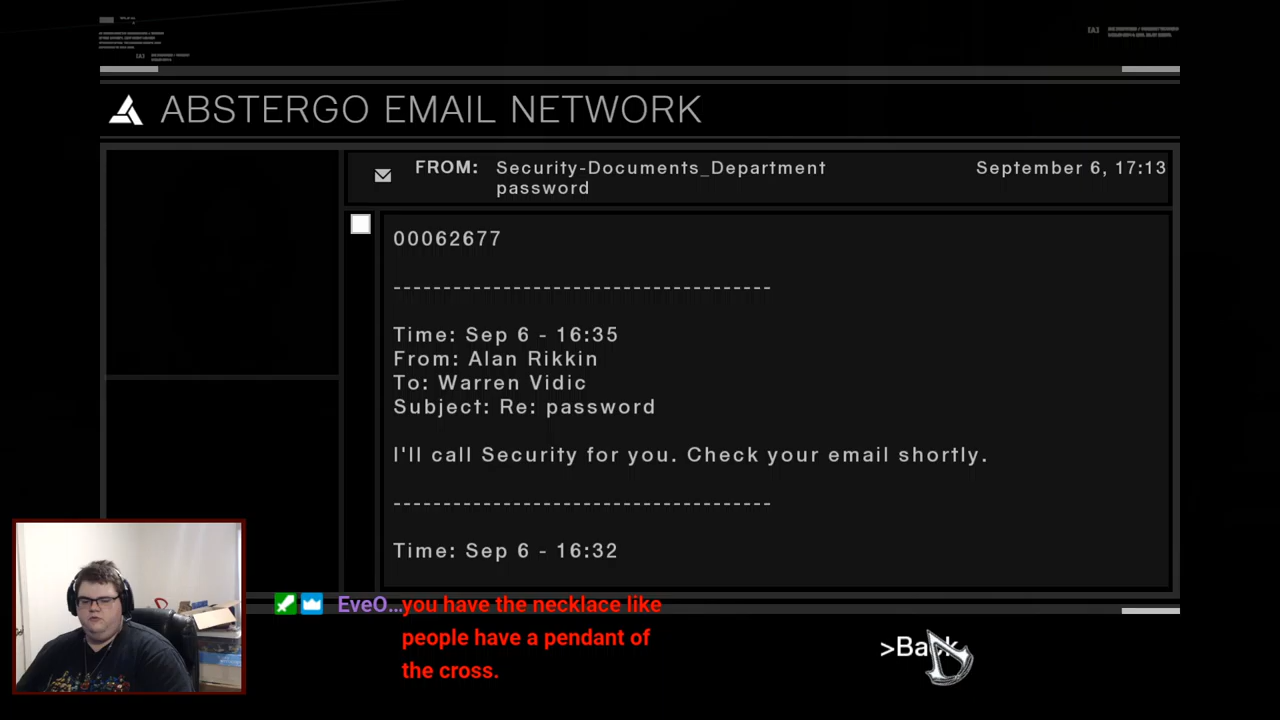 ABSTERGO EMAIL NETWORK
FROM: Security-Documents_Department September 6, 17:13
password
00062677
------------------------------------
Time: Sep 6 - 16:35
From: Alan Rikkin
To: Warren Vidic
Subject: Re: password
I'll call Security for you. Check your email shortly.
------------------------------------
Time: Sep 6 - 16:32
EveO...you have the necklace like
people have a pendant of
the cross.
>Back